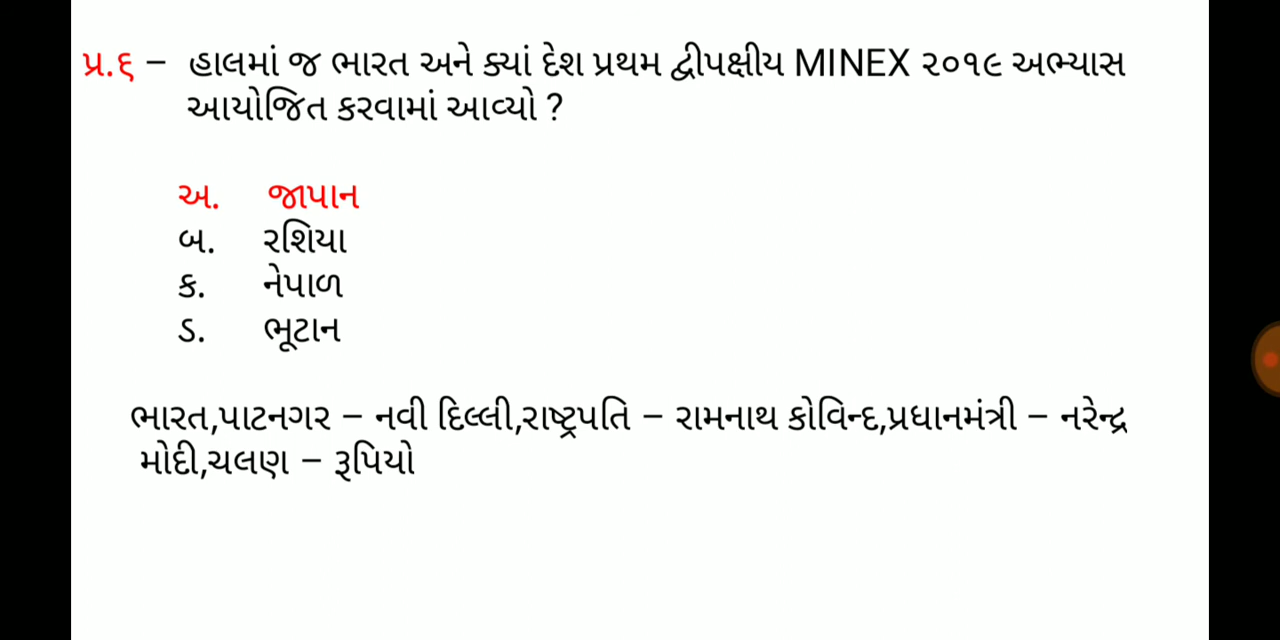 પ્ર.૬ – હાલમાં જ ભારત અને ક્યાં દેશ પ્રથમ દ્વીપક્ષીય MINEX ૨૦૧૯ અભ્યાસ
આયોજિત કરવામાં આવ્યો ?
અ. જાપાન
બ. રશિયા
ક. નેપાળ
ડ. ભૂટાન
ભારત,પાટનગર – નવી દિલ્લી,રાષ્ટ્રપતિ – રામનાથ કોવિન્દ,પ્રધાનમંત્રી – નરેન્દ્ર
મોદી,ચલણ – રૂપિયો